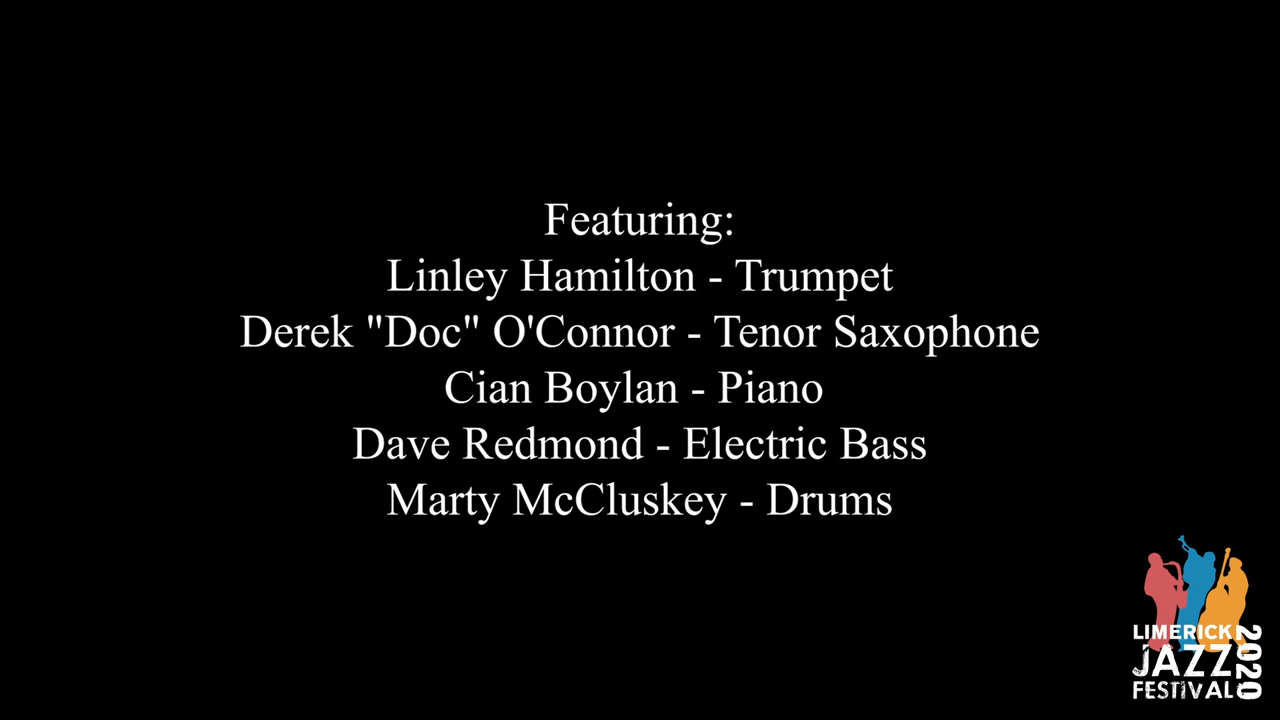 Featuring:
Linley Hamilton - Trumpet
Derek "Doc" O'Connor - Tenor Saxophone
Cian Boylan - Piano
Dave Redmond - Electric Bass
Marty McCluskey - Drums
LIMERICK
JAZZ
FESTIVAL
2020